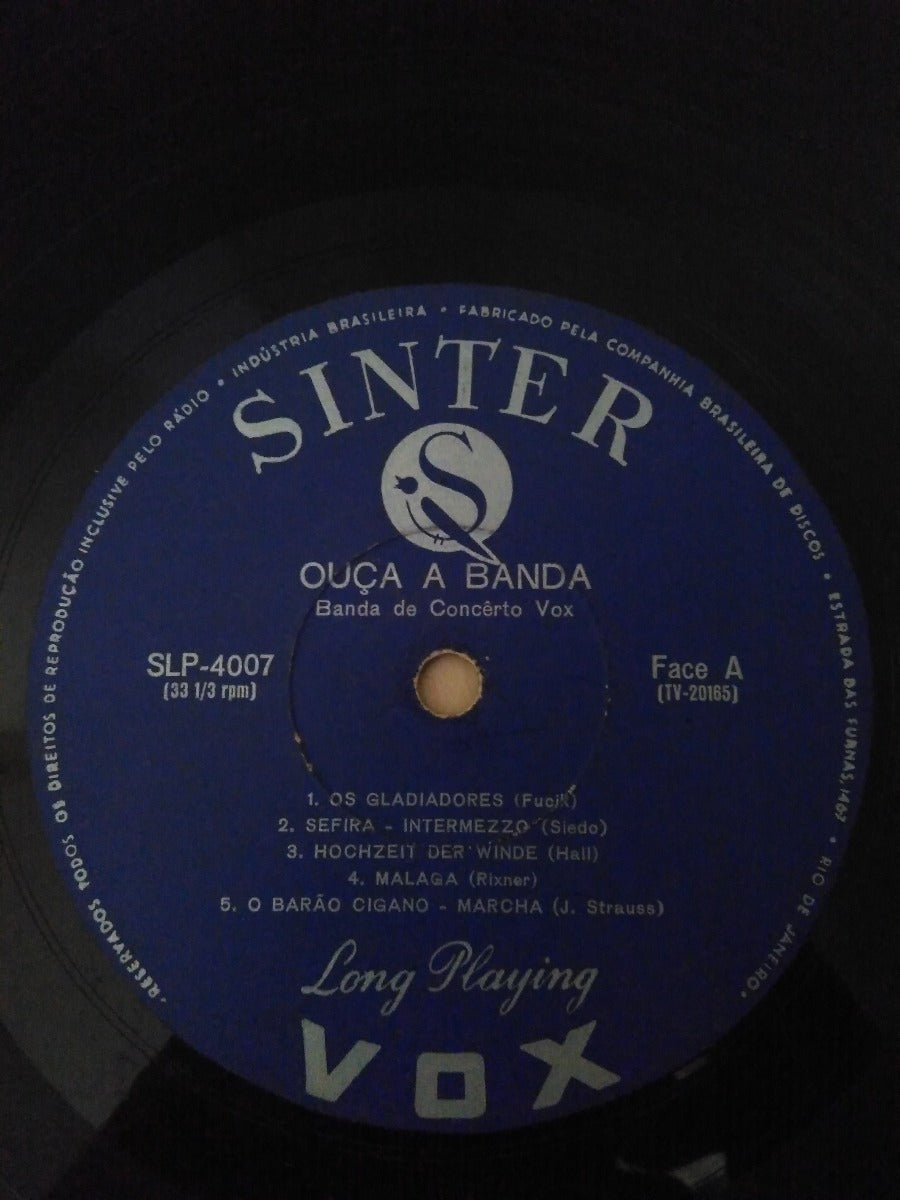 RESERVADOS TODOS OS DIREITOS DE REPRODUÇÃO INCLUSIVE PELO RÁDIO • INDÚSTRIA BRASILEIRA • FABRICADO PELA COMPANHIA BRASILEIRA DE DISCOS • ESTRADA DAS FURNAS, 1467 • RIO DE JANEIRO •
SINTER
S
OUÇA A BANDA
Banda de Concêrto Vox
SLP-4007
(33 1/3 rpm)
Face A
(TV-20165)
1. OS GLADIADORES (Fucik)
2. SEFIRA - INTERMEZZO (Siedo)
3. HOCHZEIT DER WINDE (Hall)
4. MALAGA (Rixner)
5. O BARÃO CIGANO - MARCHA (J. Strauss)
Long Playing
VOX